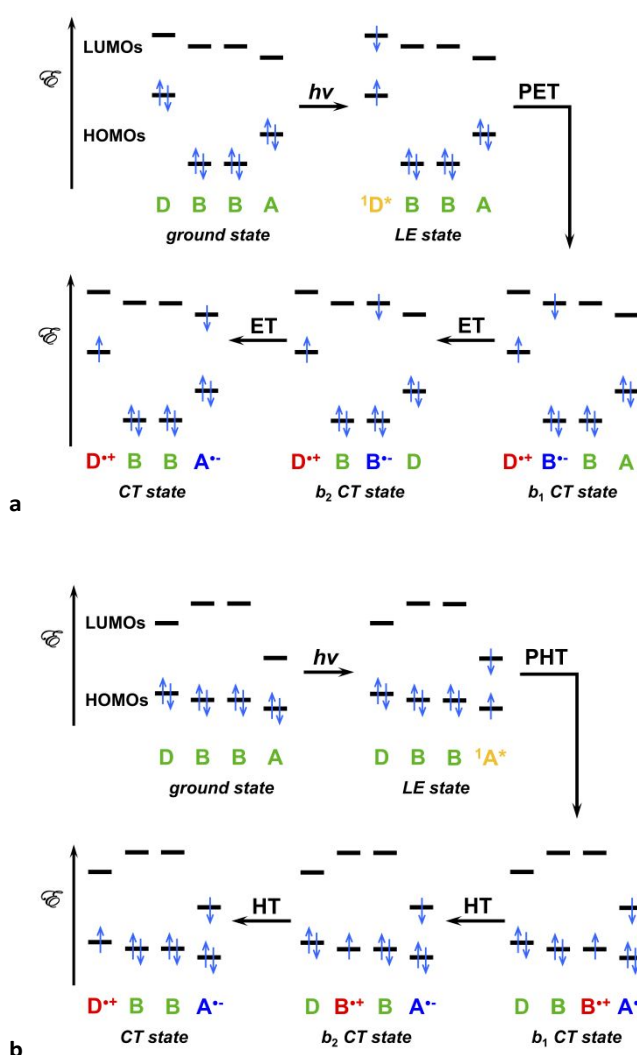 LUMOs
ℰ
hν
PET
HOMOs
D B B A
¹D* B B A
ground state
LE state
ℰ
ET
ET
D•+ B B A•-
D•+ B B•- D
D•+ B•- B A
CT state
b₂ CT state
b₁ CT state
a
LUMOs
ℰ
hν
PHT
HOMOs
D B B A
D B B ¹A*
ground state
LE state
ℰ
HT
HT
D•+ B B A•-
D B•+ B A•-
D B B•+ A•
CT state
b₂ CT state
b₁ CT state
b